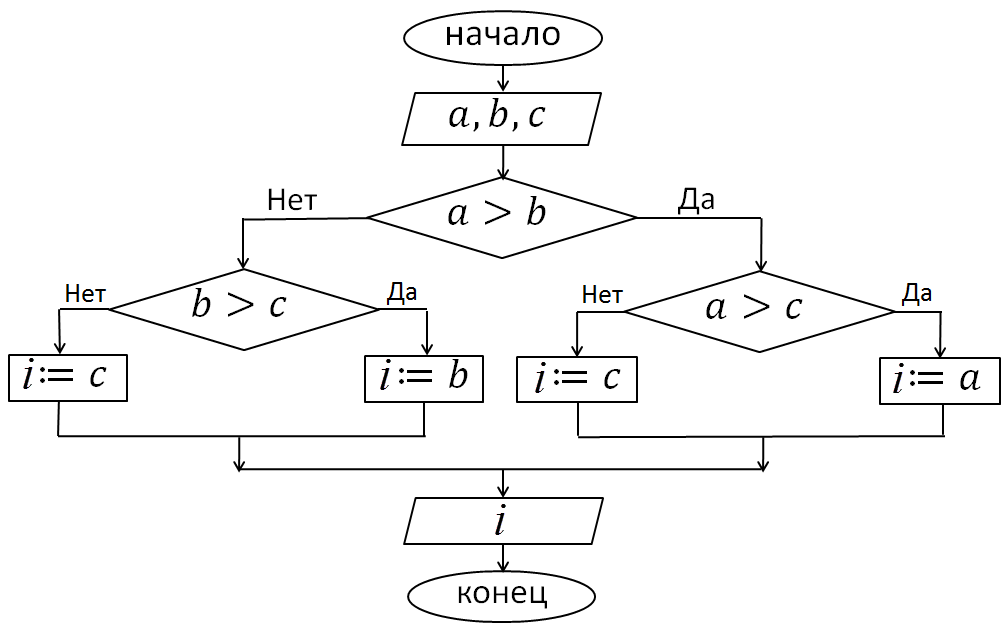 начало
a, b, c
Нет
a > b
Да
Нет
b > c
Да
Нет
a > c
Да
i := c
i := b
i := c
i := a
i
конец